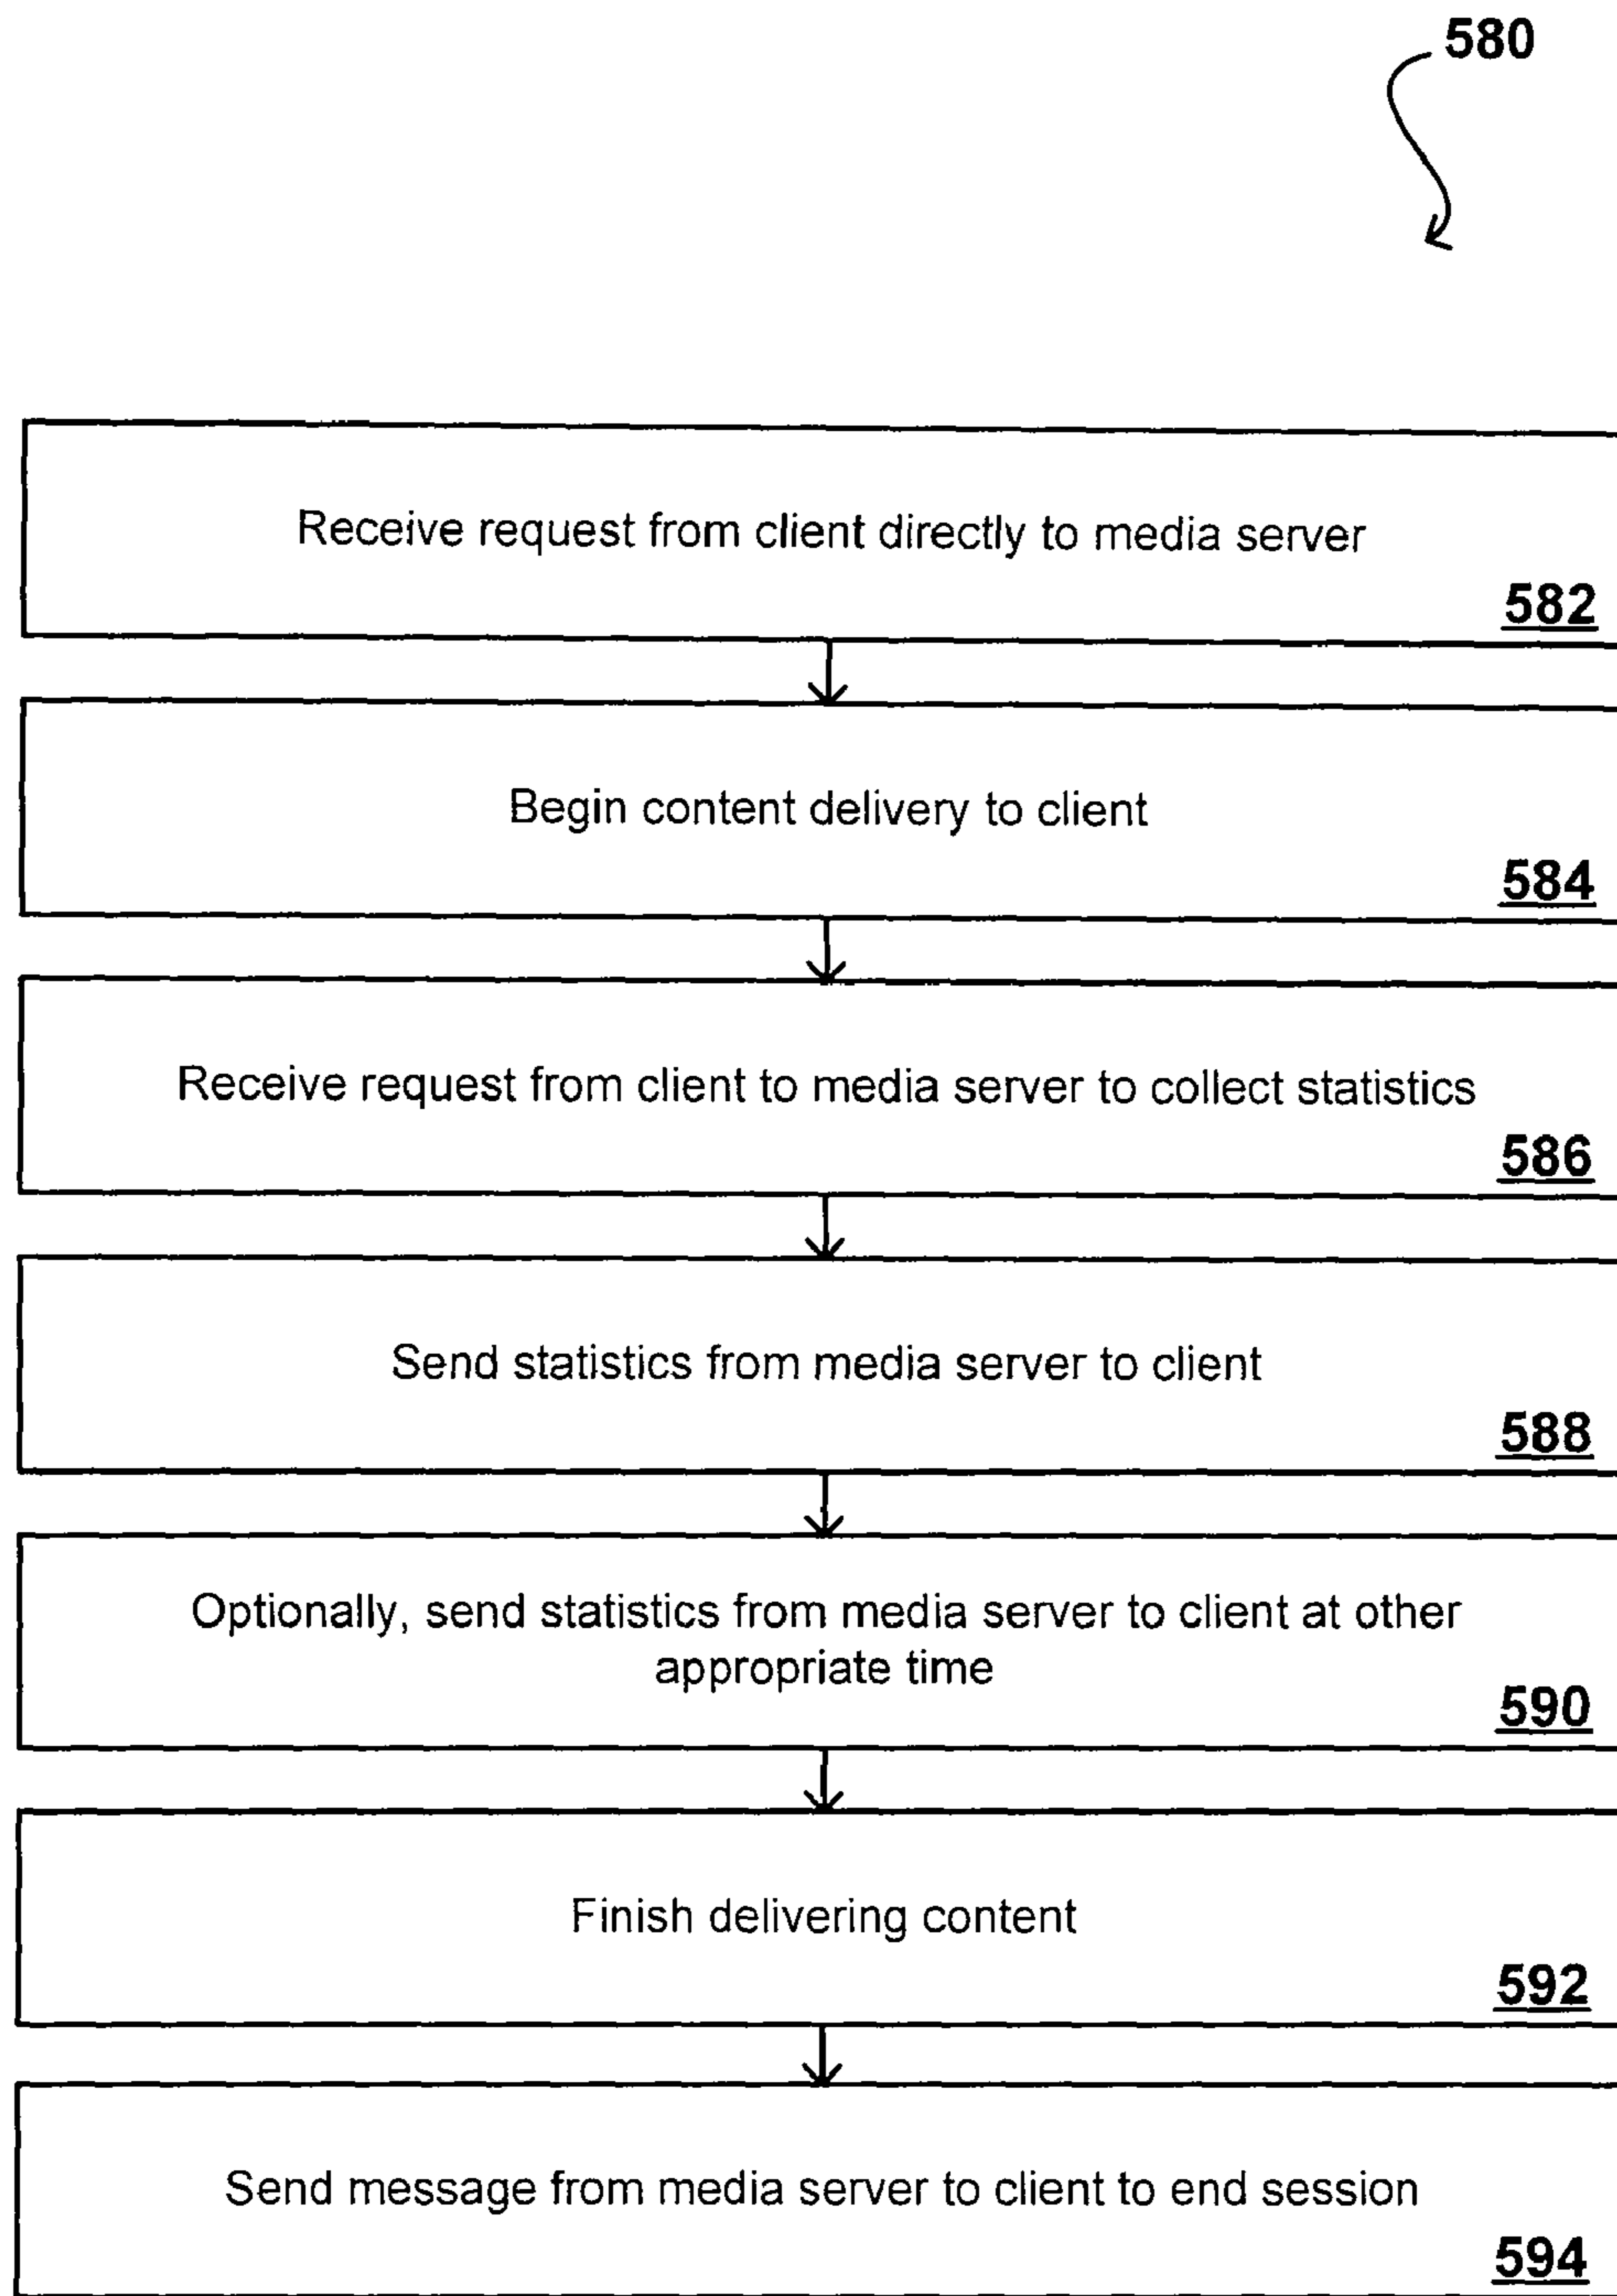 580
Receive request from client directly to media server
582
Begin content delivery to client
584
Receive request from client to media server to collect statistics
586
Send statistics from media server to client
588
Optionally, send statistics from media server to client at other
appropriate time
590
Finish delivering content
592
Send message from media server to client to end session
594